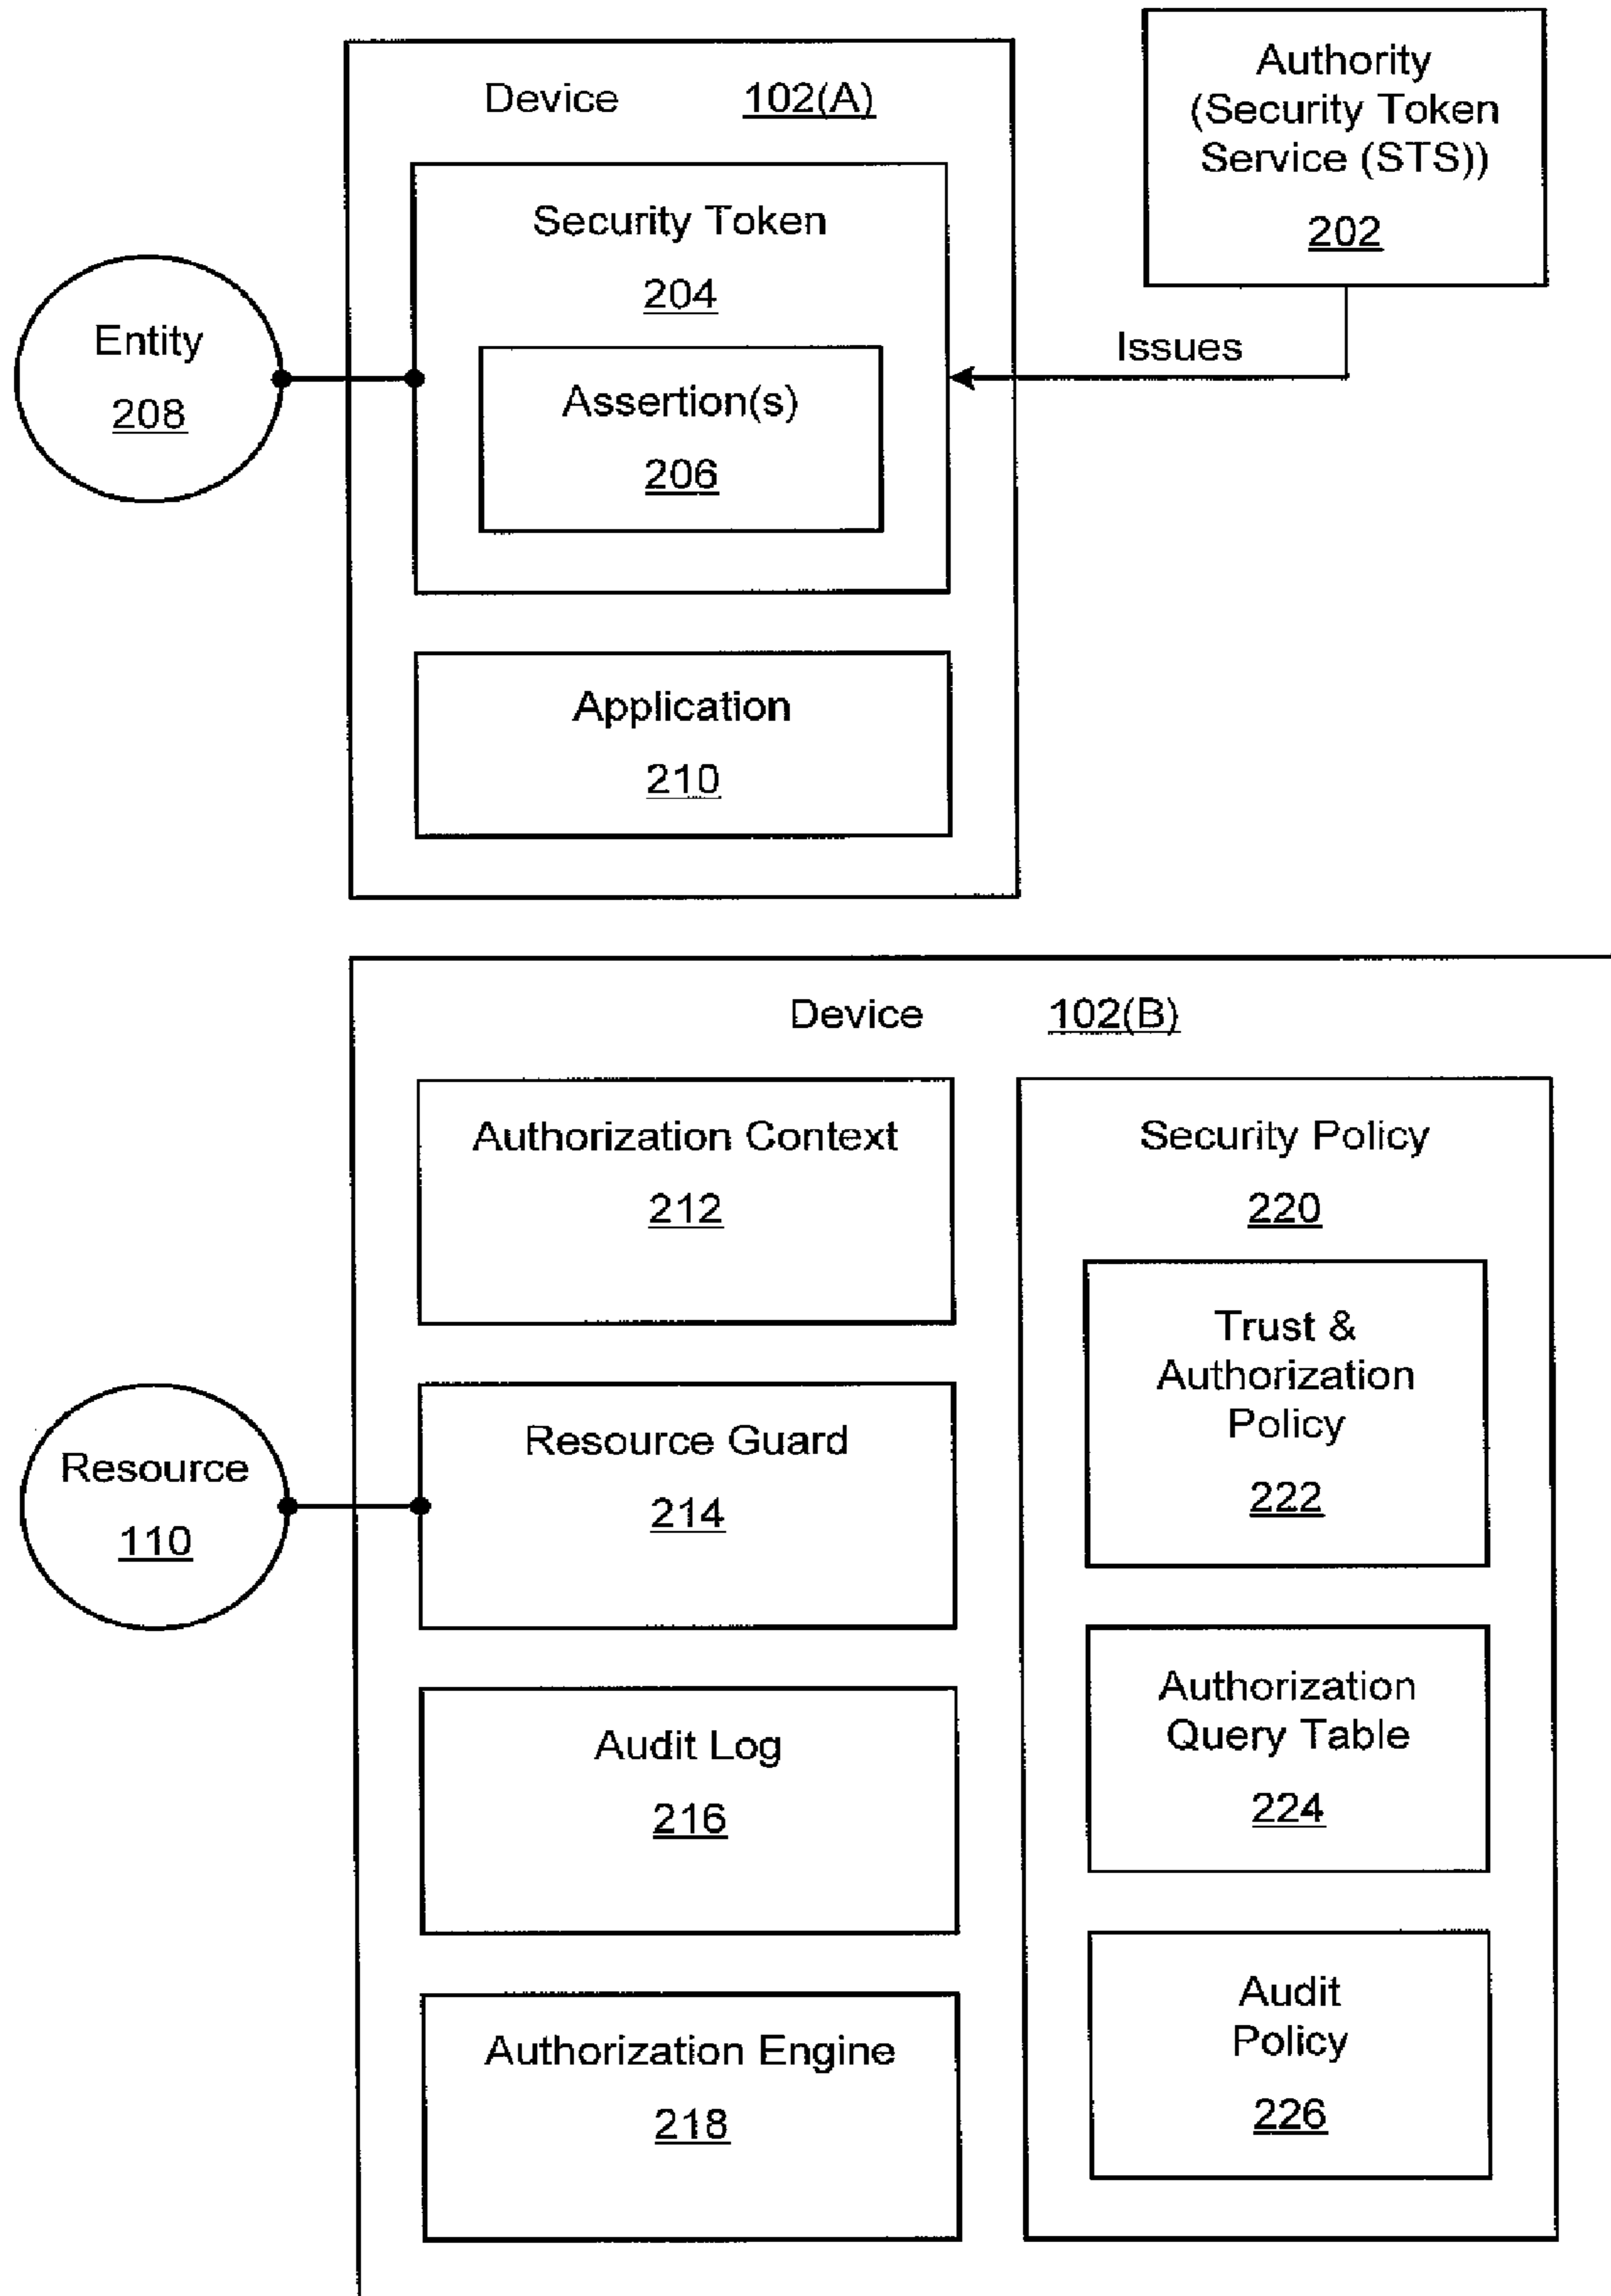 Authority
(Security Token
Service (STS))
202
Device 102(A)
Security Token
204
Issues
Entity
208
Assertion(s)
206
Application
210
Device 102(B)
Authorization Context
212
Security Policy
220
Trust &
Authorization
Policy
222
Resource Guard
214
Resource
110
Authorization
Query Table
224
Audit Log
216
Audit
Policy
226
Authorization Engine
218